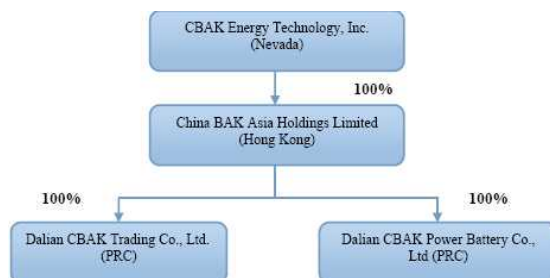 CBAK Energy Technology, Inc.
(Nevada)
100%
China BAK Asia Holdings Limited
(Hong Kong)
100%
100%
Dalian CBAK Trading Co., Ltd.
(PRC)
Dalian CBAK Power Battery Co.,
Ltd (PRC)